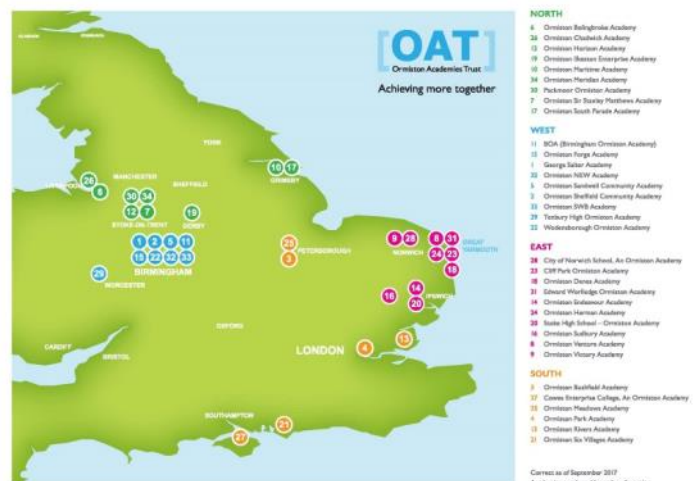 OAT
Ormiston Academies Trust
Achieving more together
YORK
MANCHESTER
SHEFFIELD
GRIMSBY
STOKE-ON-TRENT
DERBY
BIRMINGHAM
WORCESTER
PETERBOROUGH
NORWICH
GREAT
YARMOUTH
IPSWICH
OXFORD
LONDON
CARDIFF
BRISTOL
SOUTHAMPTON
NORTH
6 Ormiston Bolingbroke Academy
26 Ormiston Chadwick Academy
12 Ormiston Horizon Academy
19 Ormiston Ilkeston Enterprise Academy
10 Ormiston Maritime Academy
34 Ormiston Meridian Academy
30 Packmoor Ormiston Academy
7 Ormiston Sir Stanley Matthews Academy
17 Ormiston South Parade Academy
WEST
11 BOA (Birmingham Ormiston Academy)
15 Ormiston Forge Academy
1 George Salter Academy
32 Ormiston NEW Academy
5 Ormiston Sandwell Community Academy
2 Ormiston Sheffield Community Academy
33 Ormiston SWB Academy
29 Tenbury High Ormiston Academy
22 Wodensborough Ormiston Academy
EAST
28 City of Norwich School, An Ormiston Academy
23 Cliff Park Ormiston Academy
18 Ormiston Denes Academy
31 Edward Worlledge Ormiston Academy
14 Ormiston Endeavour Academy
24 Ormiston Herman Academy
20 Stoke High School – Ormiston Academy
16 Ormiston Sudbury Academy
8 Ormiston Venture Academy
9 Ormiston Victory Academy
SOUTH
3 Ormiston Bushfield Academy
27 Cowes Enterprise College, An Ormiston Academy
25 Ormiston Meadows Academy
4 Ormiston Park Academy
13 Ormiston Rivers Academy
21 Ormiston Six Villages Academy
Correct as of September 2017